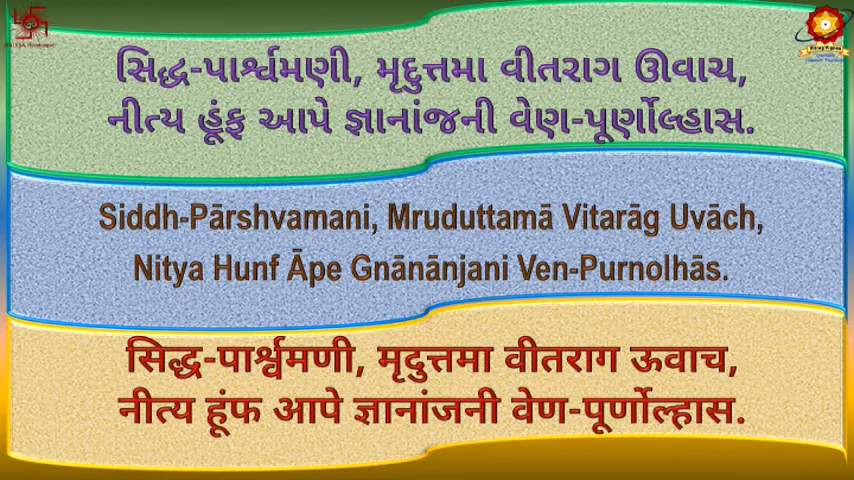 સિદ્ધ-પાર્શ્વમણી, મૃદુત્તમા વીતરાગ ઊવાચ,
નીત્ય હૂંફ આપે જ્ઞાનાંજની વેણ-પૂર્ણોલ્હાસ.
Siddh-Pārshvamani, Mruduttamā Vitarāg Uvāch,
Nitya Hunf Āpe Gnānānjani Ven-Purnolhās.
सिद्ध-पार्श्वमणी, मृदुत्तमा वीतराग ऊवाच,
नीत्य हूंफ आपे ज्ञानांजनी वेण-पूर्णोल्हास.